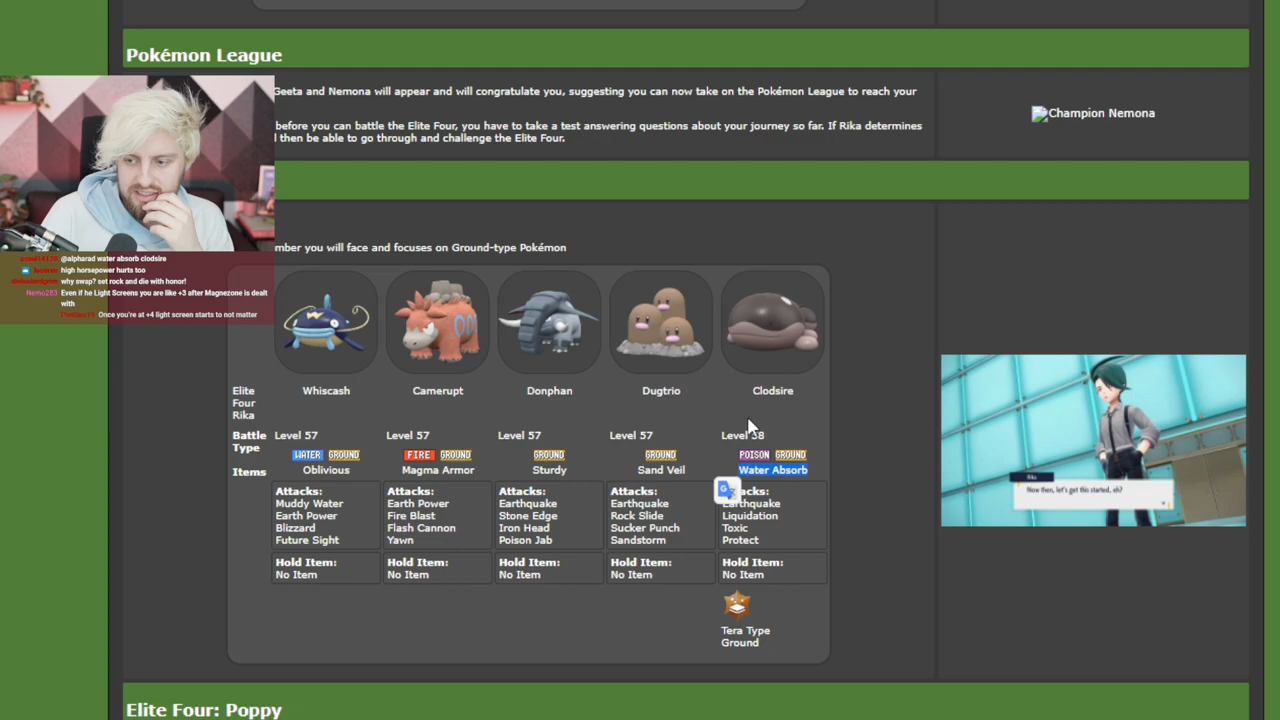 Pokémon League
Geeta and Nemona will appear and will congratulate you, suggesting you can now take on the Pokémon League to reach your
before you can battle the Elite Four, you have to take a test answering questions about your journey so far. If Rika determines
then be able to go through and challenge the Elite Four.
Champion Nemona
mber you will face and focuses on Ground-type Pokémon
@alpharad water absorb clodsire
high horsepower hurts too
why swap? set rock and die with honor!
Nemo283 Even if he Light Screens you are like +3 after Magnezone is dealt
with
Once you're at +4 light screen starts to not matter
Whiscash Camerupt Donphan Dugtrio Clodsire
Elite
Four
Rika
Battle Type Level 57 Level 57 Level 57 Level 57 Level 58
WATER GROUND FIRE GROUND GROUND GROUND POISON GROUND
Items Oblivious Magma Armor Sturdy Sand Veil Water Absorb
Attacks: Attacks: Attacks: Attacks: acks:
Muddy Water Earth Power Earthquake Earthquake Earthquake
Earth Power Fire Blast Stone Edge Rock Slide Liquidation
Blizzard Flash Cannon Iron Head Sucker Punch Toxic
Future Sight Yawn Poison Jab Sandstorm Protect
Hold Item: Hold Item: Hold Item: Hold Item: Hold Item:
No Item No Item No Item No Item No Item
Tera Type
Ground
Rika
Now then, let's get this started, eh?
Elite Four: Poppy